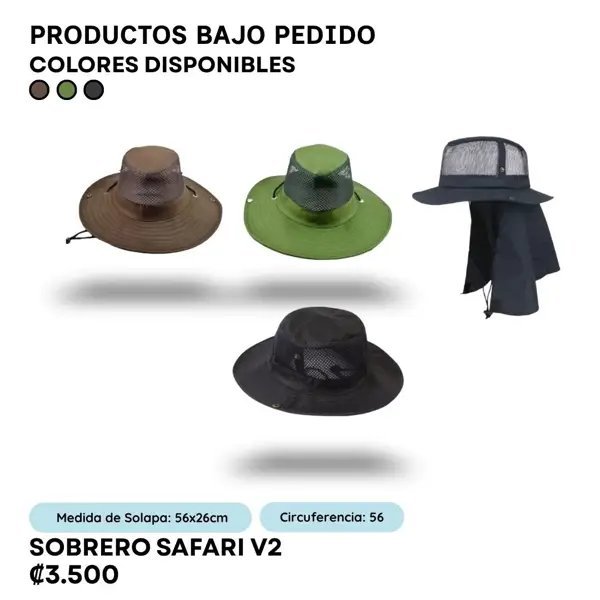 PRODUCTOS BAJO PEDIDO
COLORES DISPONIBLES
Medida de Solapa: 56x26cm
Circuferencia: 56
SOBRERO SAFARI V2
₡3.500